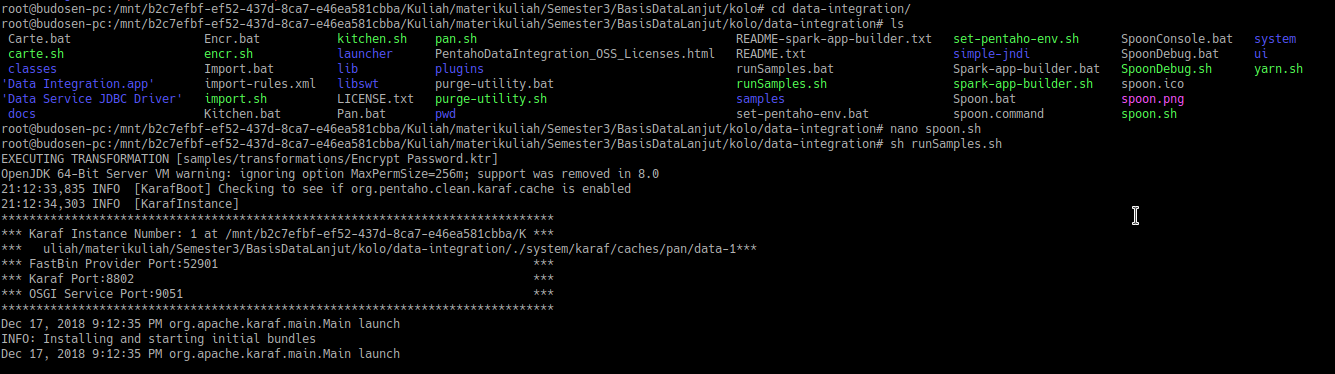 root@budosen-pc:/mnt/b2c7efbf-ef52-437d-8ca7-e46ea581cbba/Kuliah/materikuliah/Semester3/BasisDataLanjut/kolo# cd data-integration/
root@budosen-pc:/mnt/b2c7efbf-ef52-437d-8ca7-e46ea581cbba/Kuliah/materikuliah/Semester3/BasisDataLanjut/kolo/data-integration# ls
Carte.bat Encr.bat kitchen.sh pan.sh README-spark-app-builder.txt set-pentaho-env.sh SpoonConsole.bat system
carte.sh encr.sh launcher PentahoDataIntegration_OSS_Licenses.html README.txt simple-jndi SpoonDebug.bat ui
classes Import.bat lib plugins runSamples.bat Spark-app-builder.bat SpoonDebug.sh yarn.sh
'Data Integration.app' import-rules.xml libswt purge-utility.bat runSamples.sh spark-app-builder.sh spoon.ico
'Data Service JDBC Driver' import.sh LICENSE.txt purge-utility.sh samples Spoon.bat spoon.png
docs Kitchen.bat Pan.bat pwd set-pentaho-env.bat spoon.command spoon.sh
root@budosen-pc:/mnt/b2c7efbf-ef52-437d-8ca7-e46ea581cbba/Kuliah/materikuliah/Semester3/BasisDataLanjut/kolo/data-integration# nano spoon.sh
root@budosen-pc:/mnt/b2c7efbf-ef52-437d-8ca7-e46ea581cbba/Kuliah/materikuliah/Semester3/BasisDataLanjut/kolo/data-integration# sh runSamples.sh
EXECUTING TRANSFORMATION [samples/transformations/Encrypt Password.ktr]
OpenJDK 64-Bit Server VM warning: ignoring option MaxPermSize=256m; support was removed in 8.0
21:12:33,835 INFO  [KarafBoot] Checking to see if org.pentaho.clean.karaf.cache is enabled
21:12:34,303 INFO  [KarafInstance]
*******************************************************************************
*** Karaf Instance Number: 1 at /mnt/b2c7efbf-ef52-437d-8ca7-e46ea581cbba/K ***
***   uliah/materikuliah/Semester3/BasisDataLanjut/kolo/data-integration/./system/karaf/caches/pan/data-1***
*** FastBin Provider Port:52901                                             ***
*** Karaf Port:8802                                                         ***
*** OSGI Service Port:9051                                                  ***
*******************************************************************************
Dec 17, 2018 9:12:35 PM org.apache.karaf.main.Main launch
INFO: Installing and starting initial bundles
Dec 17, 2018 9:12:35 PM org.apache.karaf.main.Main launch